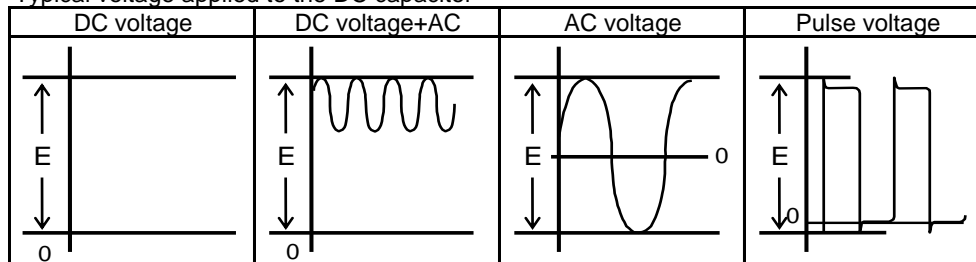 Typical voltage applied to the DC capacitor
DC voltage DC voltage+AC AC voltage Pulse voltage
E E E 0 E
0
0 0